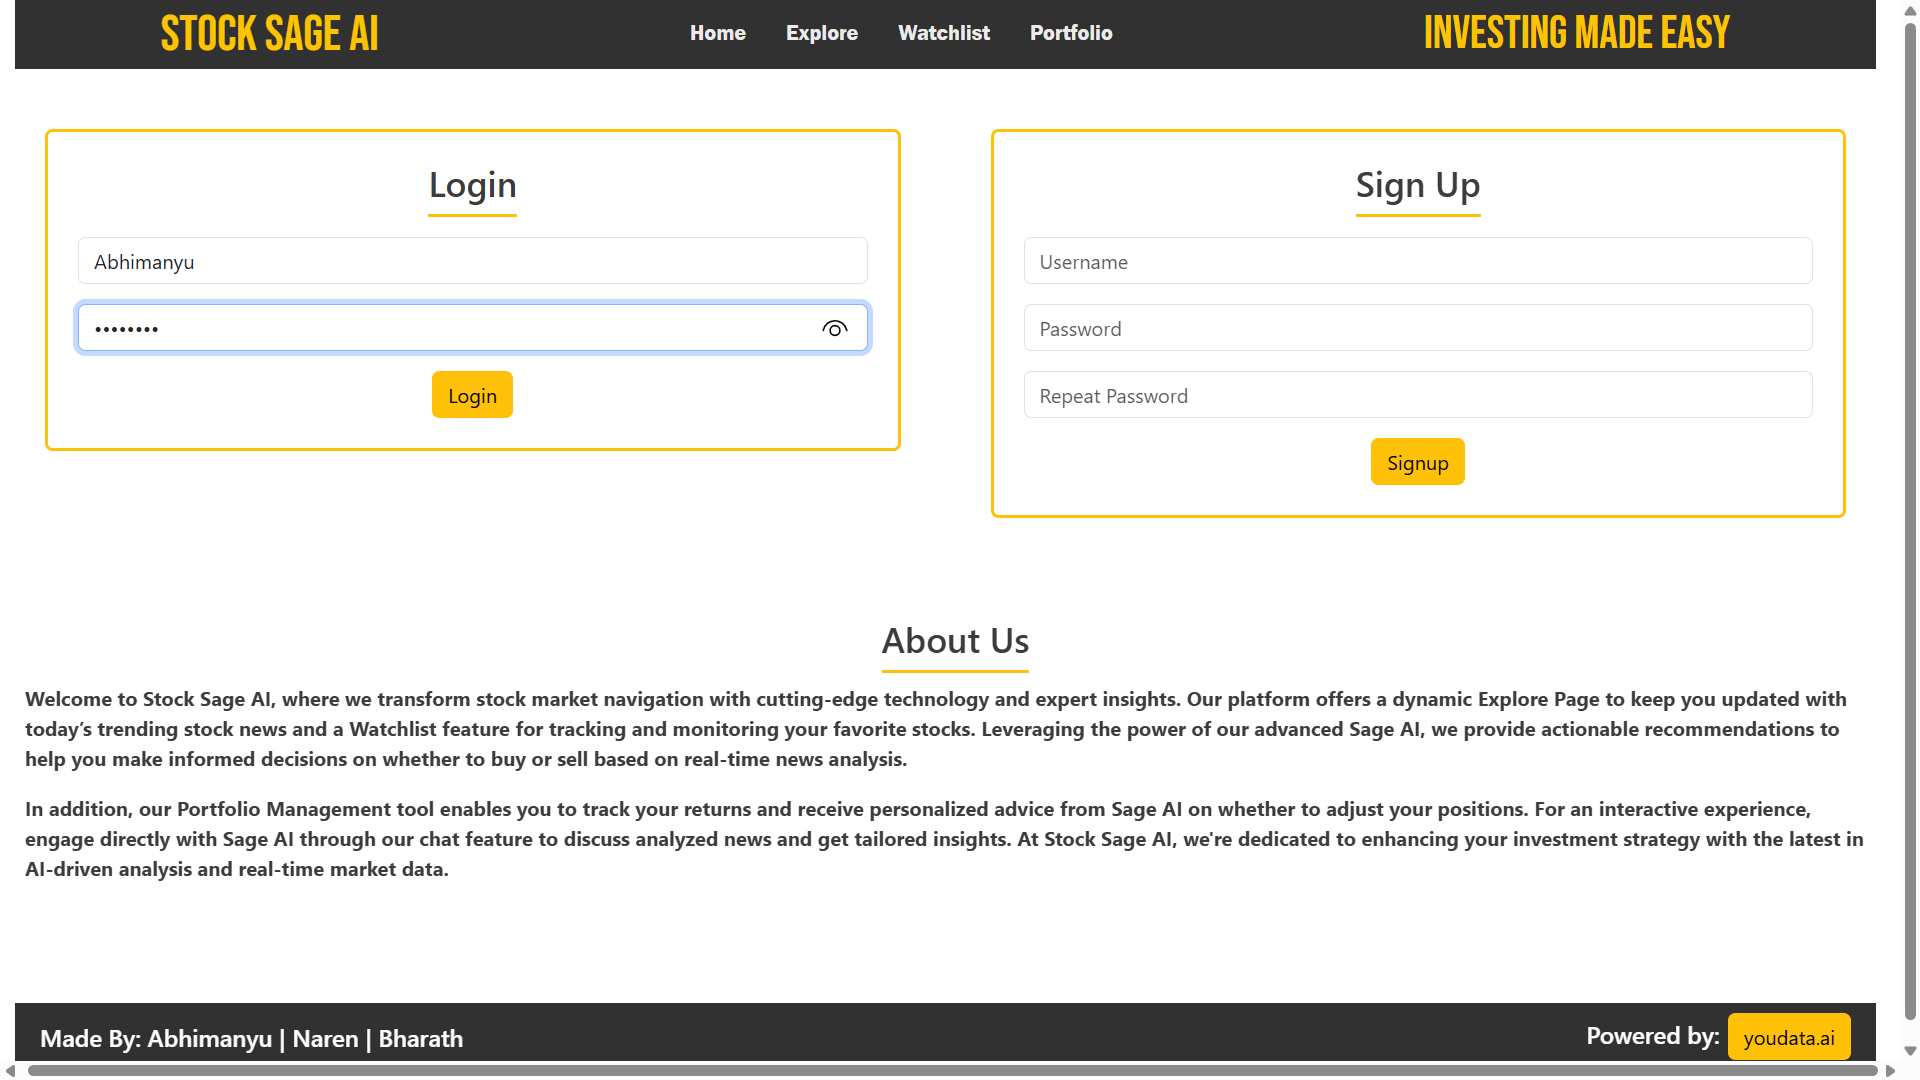 STOCK SAGE AI
Home
Explore
Watchlist
Portfolio
INVESTING MADE EASY
Login
Abhimanyu
••••••••
Login
Sign Up
Username
Password
Repeat Password
Signup
About Us
Welcome to Stock Sage AI, where we transform stock market navigation with cutting-edge technology and expert insights. Our platform offers a dynamic Explore Page to keep you updated with
today’s trending stock news and a Watchlist feature for tracking and monitoring your favorite stocks. Leveraging the power of our advanced Sage AI, we provide actionable recommendations to
help you make informed decisions on whether to buy or sell based on real-time news analysis.
In addition, our Portfolio Management tool enables you to track your returns and receive personalized advice from Sage AI on whether to adjust your positions. For an interactive experience,
engage directly with Sage AI through our chat feature to discuss analyzed news and get tailored insights. At Stock Sage AI, we're dedicated to enhancing your investment strategy with the latest in
AI-driven analysis and real-time market data.
Made By: Abhimanyu | Naren | Bharath
Powered by: youdata.ai